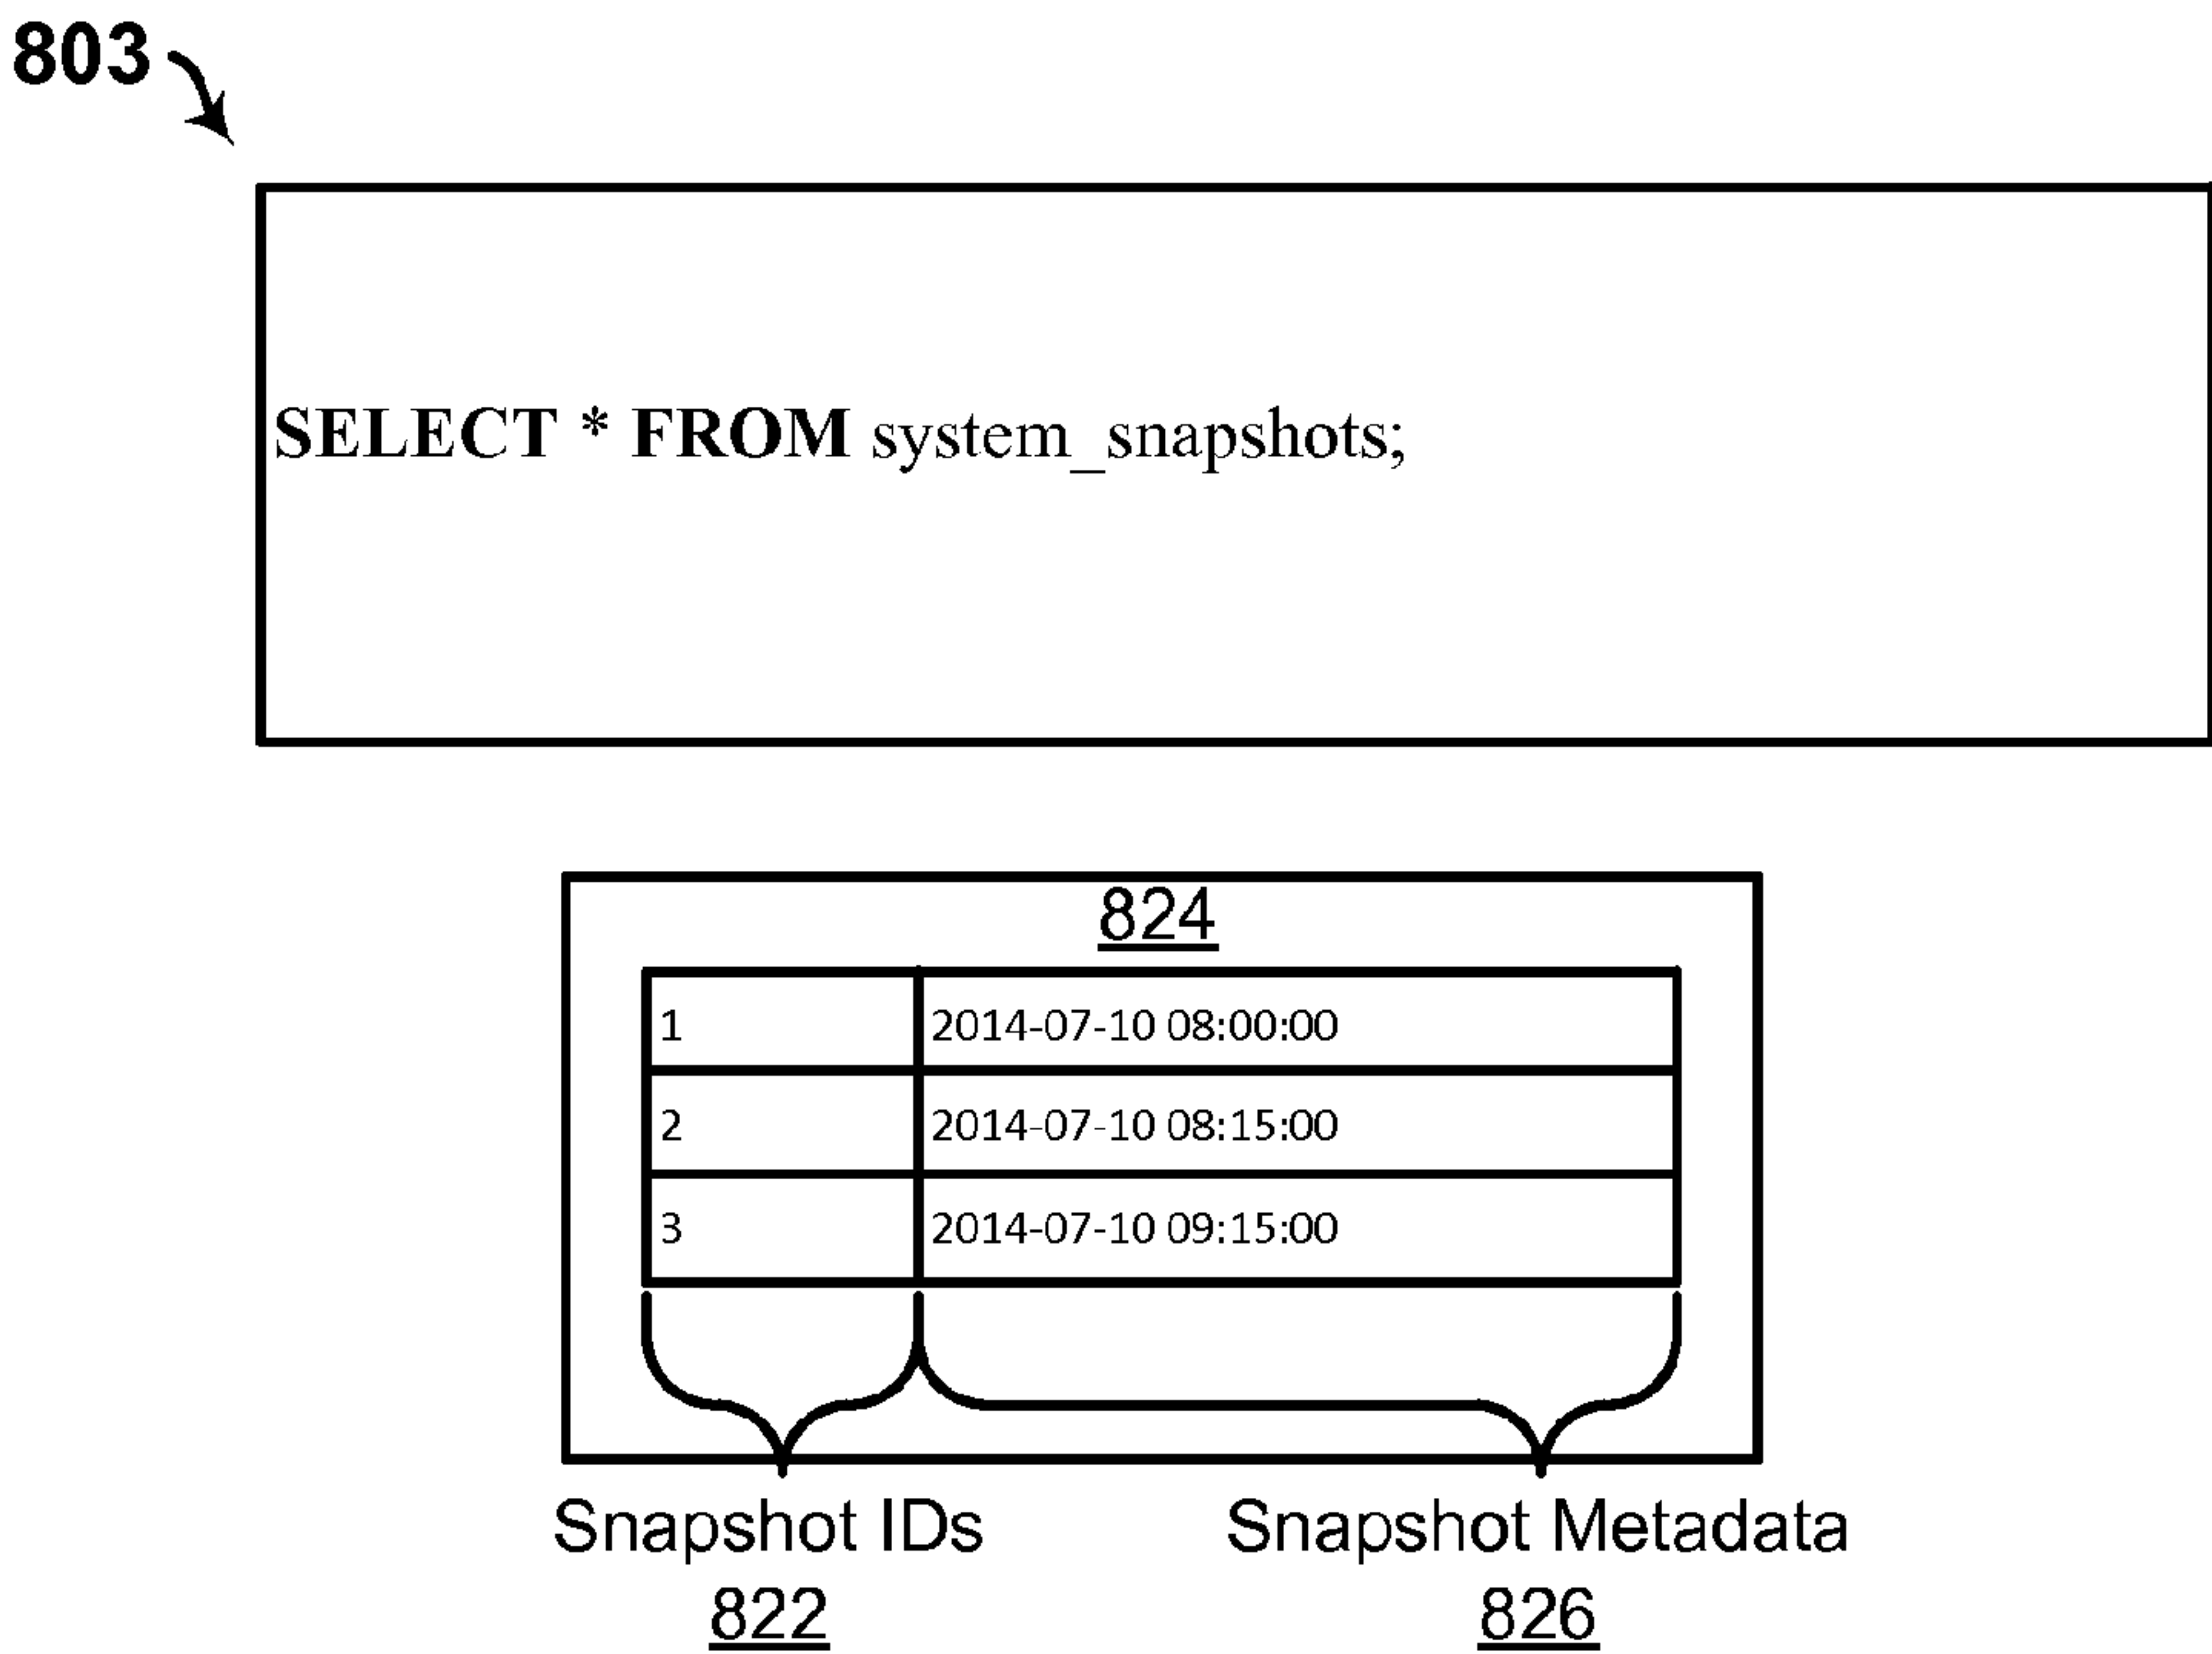 803
SELECT * FROM system_snapshots;
824
1 2014-07-10 08:00:00
2 2014-07-10 08:15:00
3 2014-07-10 09:15:00
Snapshot IDs Snapshot Metadata
822 826